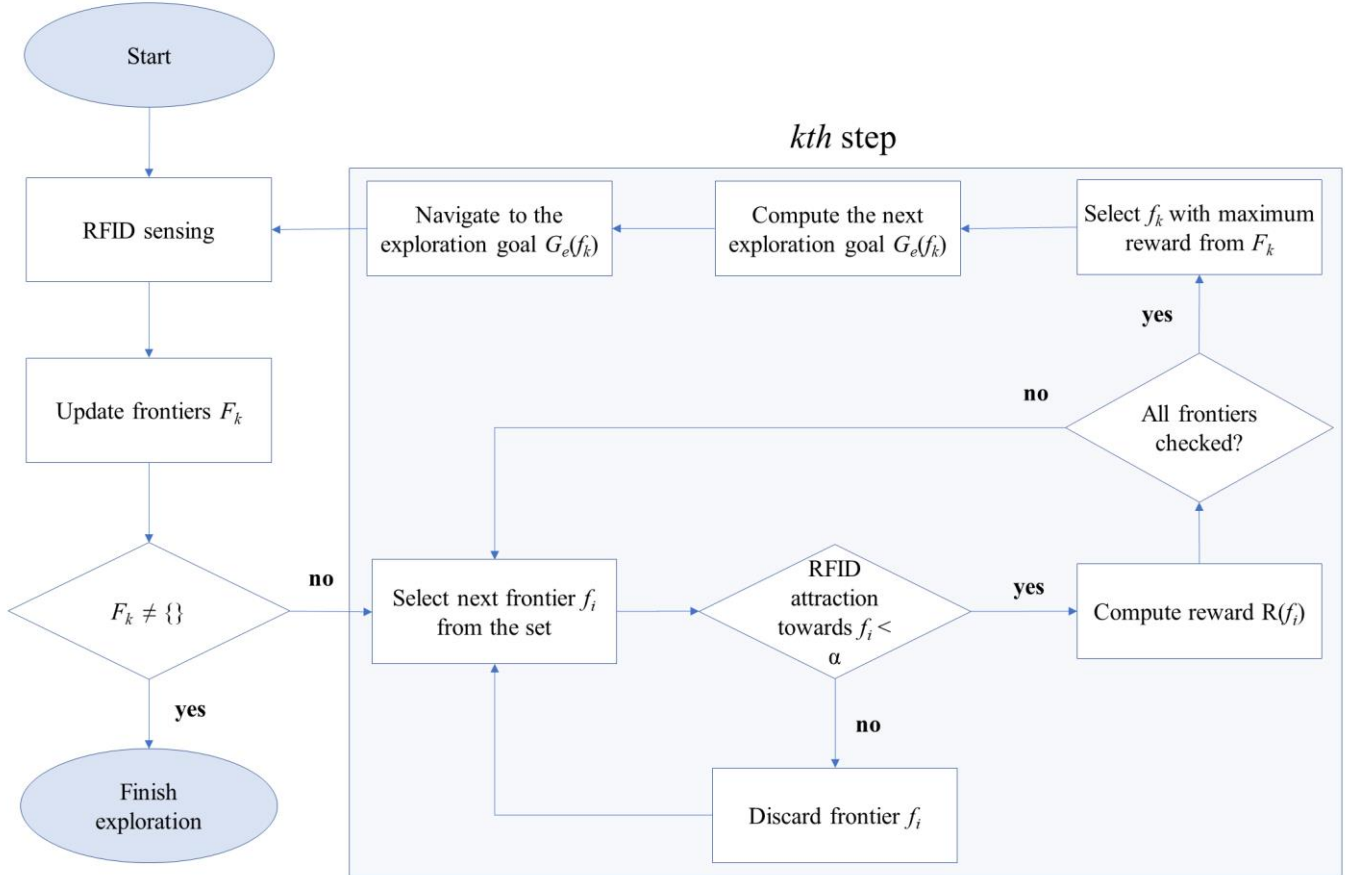 Start
kth step
RFID sensing
Navigate to the
exploration goal Gₑ(fₖ)
Compute the next
exploration goal Gₑ(fₖ)
Select fₖ with maximum
reward from Fₖ
yes
Update frontiers Fₖ
no
All frontiers
checked?
Fₖ ≠ {}
no
Select next frontier fᵢ
from the set
RFID
attraction
towards fᵢ <
α
yes
Compute reward R(fᵢ)
yes
no
Finish
exploration
Discard frontier fᵢ